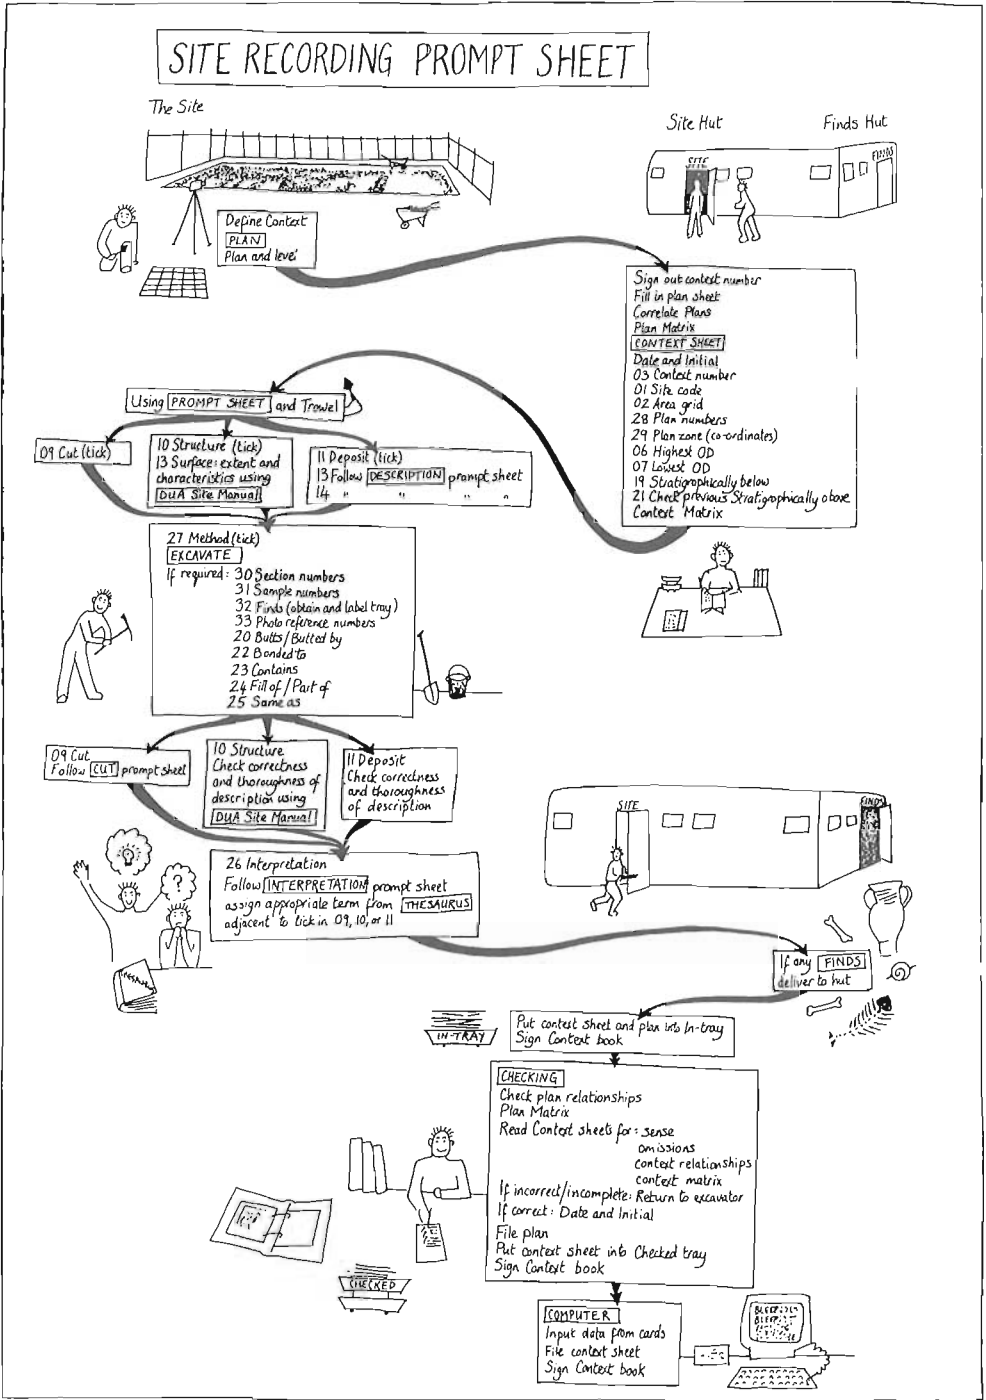 SITE RECORDING PROMPT SHEET
The Site
Site Hut
Finds Hut
SITE
FINDS
Define Context
PLAN
Plan and level
Sign out context number
Fill in plan sheet
Correlate Plans
Plan Matrix
CONTEXT SHEET
Date and Initial
03 Context number
01 Site code
02 Area grid
28 Plan numbers
29 Plan zone (co-ordinates)
06 Highest OD
07 Lowest OD
19 Stratigraphically below
21 Check previous Stratigraphically above
Context Matrix
Using PROMPT SHEET and Trowel
09 Cut (tick)
10 Structure (tick)
13 Surface: extent and
characteristics using
DUA Site Manual
11 Deposit (tick)
13 Follow DESCRIPTION prompt sheet
14 " " " "
27 Method (tick)
EXCAVATE
If required: 30 Section numbers
31 Sample numbers
32 Finds (obtain and label tray)
33 Photo reference numbers
20 Butts/Butted by
22 Bonded to
23 Contains
24 Fill of / Part of
25 Same as
09 Cut
Follow CUT prompt sheet
10 Structure
Check correctness
and thoroughness of
description using
DUA Site Manual
11 Deposit
Check correctness
and thoroughness
of description
SITE
FINDS
?
26 Interpretation
Follow INTERPRETATION prompt sheet
assign appropriate term from THESAURUS
adjacent to tick in 09, 10, or 11
If any FINDS
deliver to hut
IN-TRAY
Put context sheet and plan into In-tray
Sign Context book
CHECKING
Check plan relationships
Plan Matrix
Read Context sheets for: sense
omissions
context relationships
context matrix
If incorrect/incomplete: Return to excavator
If correct: Date and Initial
File plan
Put context sheet into Checked tray
Sign Context book
CHECKED
COMPUTER
Input data from cards
File context sheet
Sign Context book